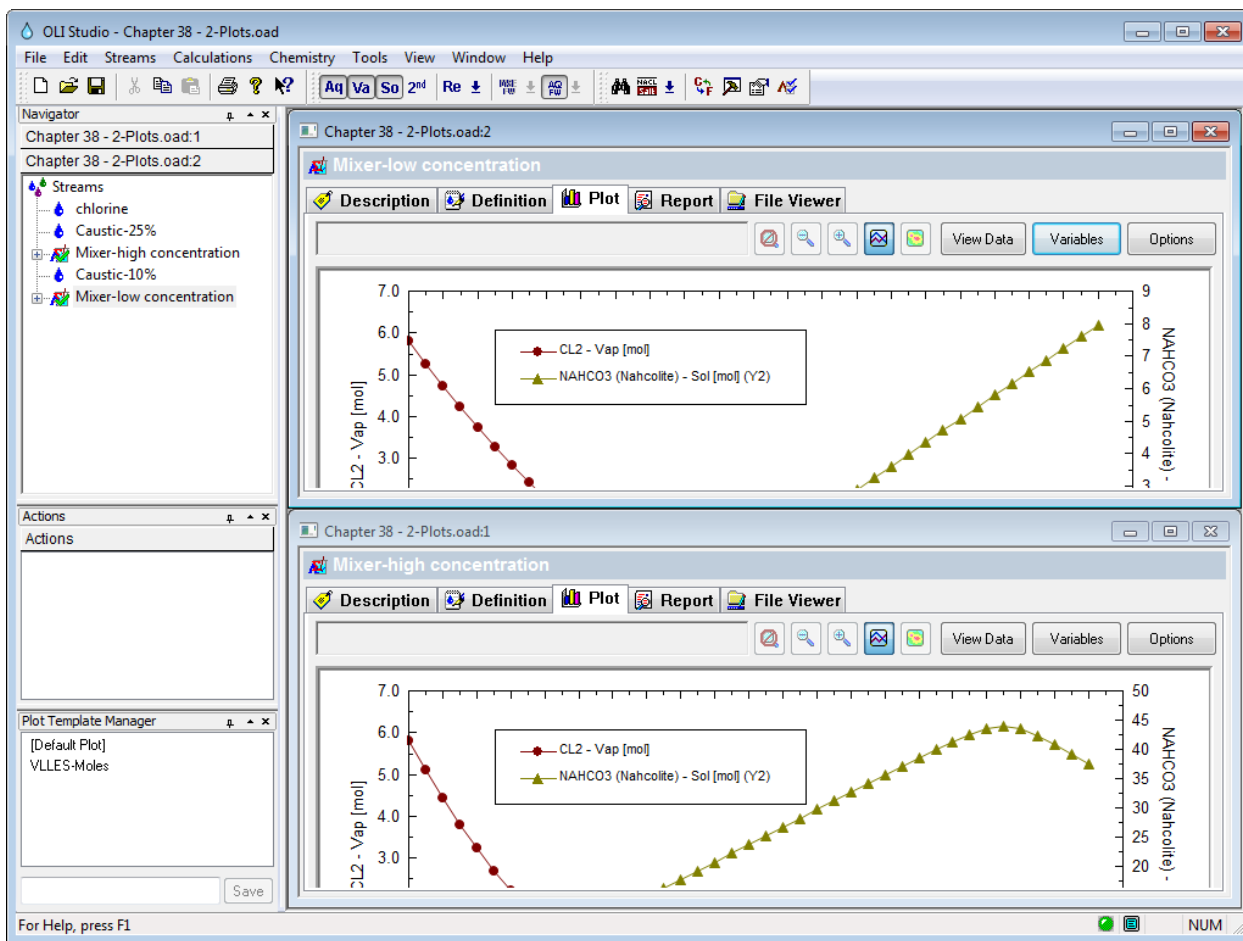 OLI Studio - Chapter 38 - 2-Plots.oad
File Edit Streams Calculations Chemistry Tools View Window Help
Aq Va So 2nd Re
Navigator
Chapter 38 - 2-Plots.oad:1
Chapter 38 - 2-Plots.oad:2
Streams
chlorine
Caustic-25%
Mixer-high concentration
Caustic-10%
Mixer-low concentration
Actions
Actions
Plot Template Manager
[Default Plot]
VLLES-Moles
Save
Chapter 38 - 2-Plots.oad:2
Mixer-low concentration
Description Definition Plot Report File Viewer
View Data Variables Options
7.0
6.0
5.0
4.0
3.0
CL2 - Vap [mol]
CL2 - Vap [mol]
NAHCO3 (Nahcolite) - Sol [mol] (Y2)
9
8
7
6
5
4
3
NAHCO3 (Nahcolite) -
Chapter 38 - 2-Plots.oad:1
Mixer-high concentration
Description Definition Plot Report File Viewer
View Data Variables Options
7.0
6.0
5.0
4.0
3.0
CL2 - Vap [mol]
CL2 - Vap [mol]
NAHCO3 (Nahcolite) - Sol [mol] (Y2)
50
45
40
35
30
25
20
NAHCO3 (Nahcolite) -
For Help, press F1
NUM